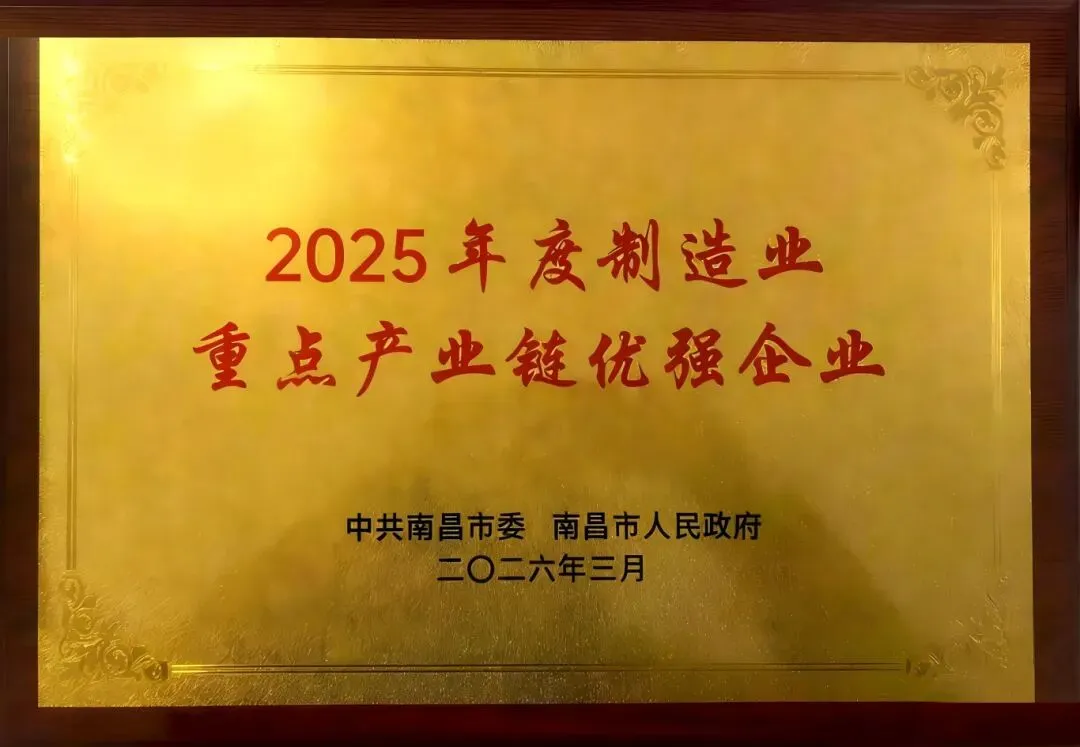 2025年度制造业
重点产业链优强企业
中共南昌市委 南昌市人民政府
二〇二六年三月